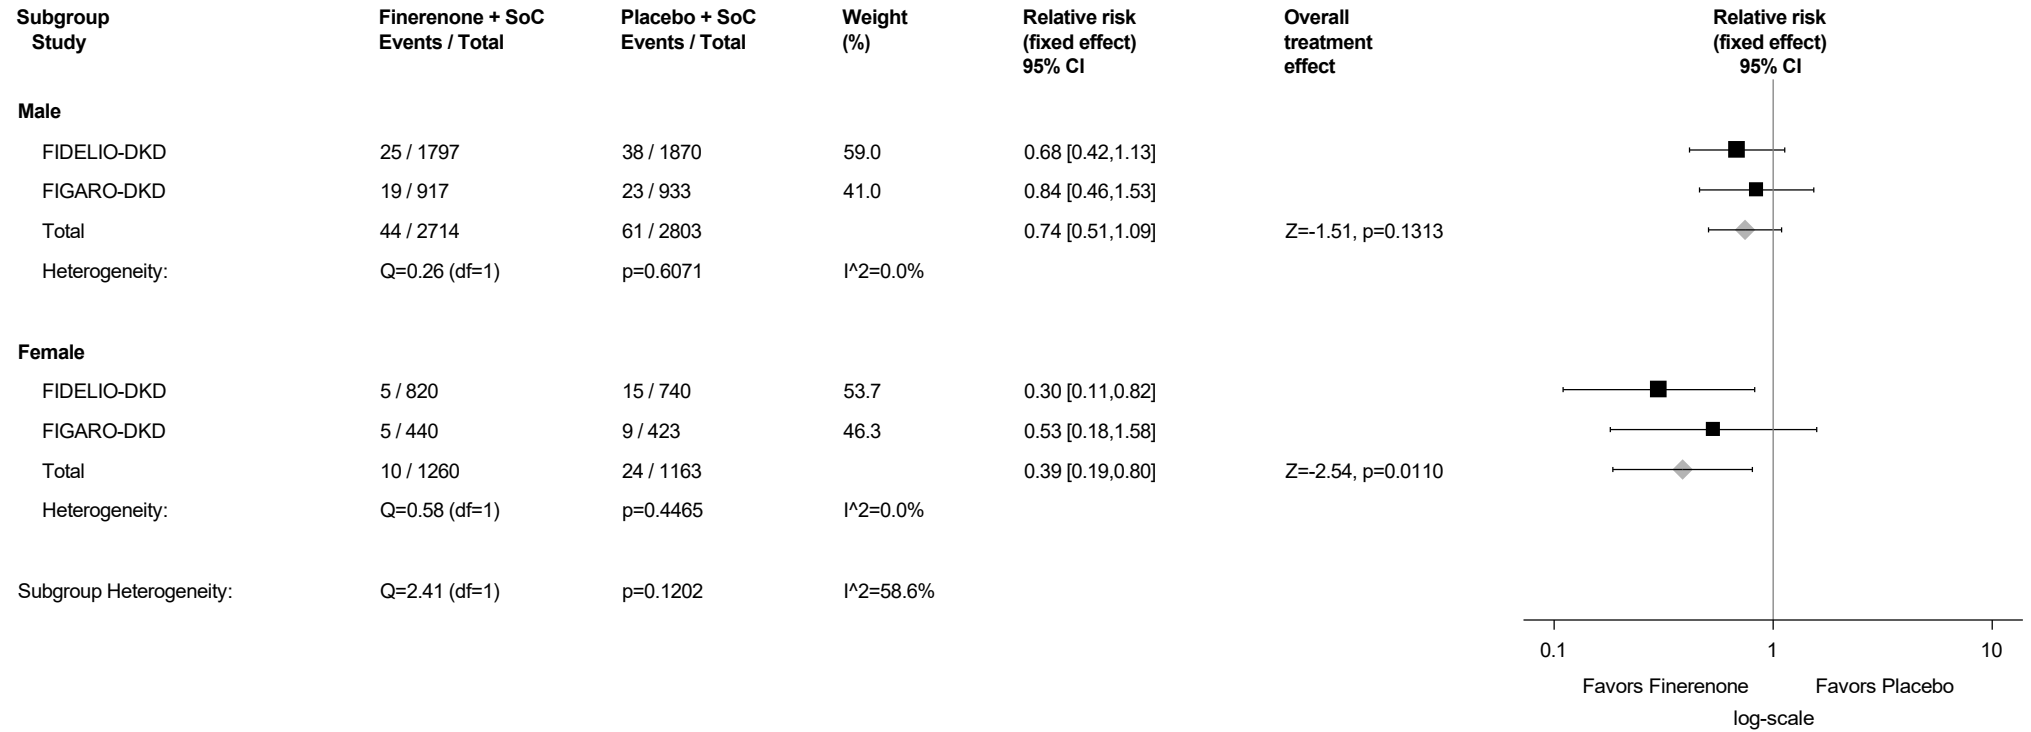 Subgroup Finerenone + SoC Placebo + SoC Weight Relative risk Overall Relative risk
Study Events / Total Events / Total (%) (fixed effect) treatment (fixed effect)
95% CI effect 95% CI
Male
FIDELIO-DKD 25 / 1797 38 / 1870 59.0 0.68 [0.42,1.13]
FIGARO-DKD 19 / 917 23 / 933 41.0 0.84 [0.46,1.53]
Total 44 / 2714 61 / 2803 0.74 [0.51,1.09] Z=-1.51, p=0.1313
Heterogeneity: Q=0.26 (df=1) p=0.6071 I^2=0.0%
Female
FIDELIO-DKD 5 / 820 15 / 740 53.7 0.30 [0.11,0.82]
FIGARO-DKD 5 / 440 9 / 423 46.3 0.53 [0.18,1.58]
Total 10 / 1260 24 / 1163 0.39 [0.19,0.80] Z=-2.54, p=0.0110
Heterogeneity: Q=0.58 (df=1) p=0.4465 I^2=0.0%
Subgroup Heterogeneity: Q=2.41 (df=1) p=0.1202 I^2=58.6%
0.1 1 10
Favors Finerenone Favors Placebo
log-scale